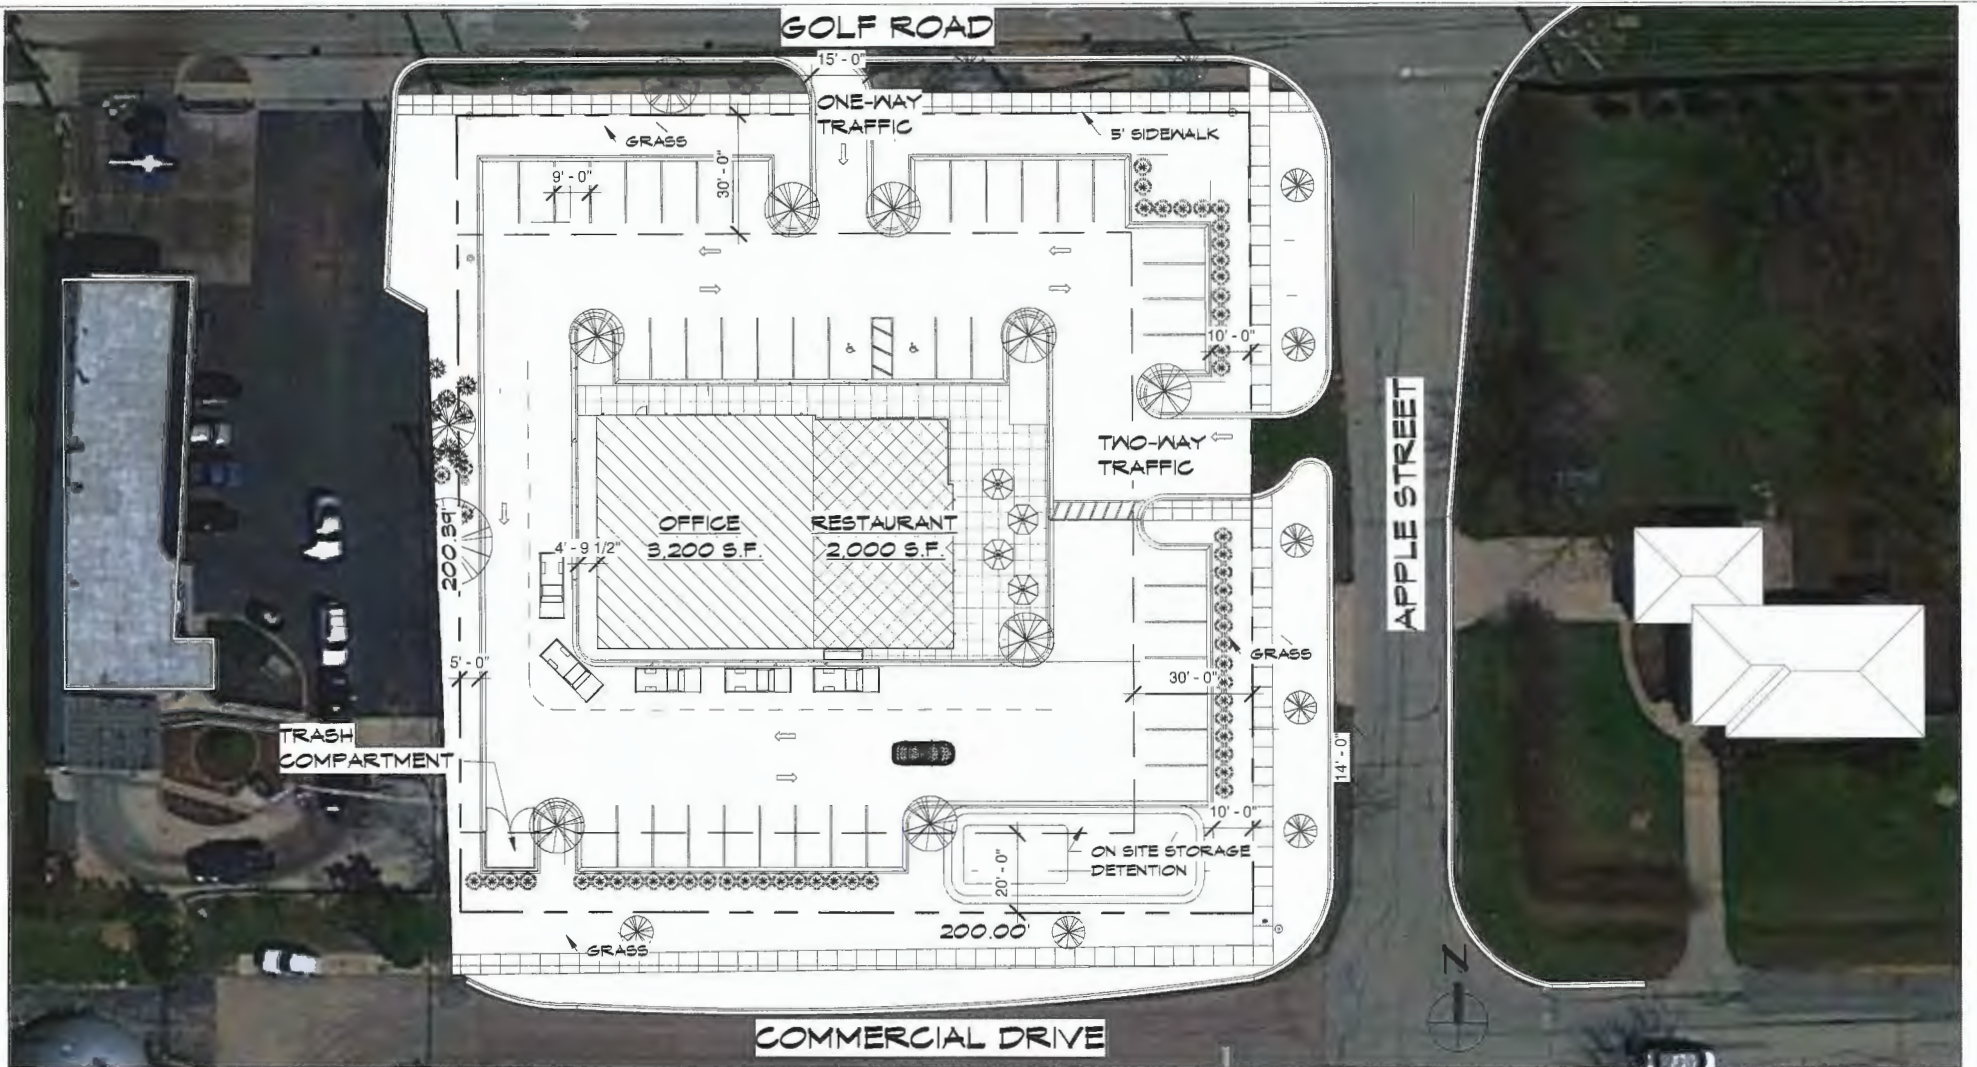 GOLF ROAD
15' - 0"
ONE-WAY
TRAFFIC
GRASS
5' SIDEWALK
30' - 0"
9' - 0"
10' - 0"
TWO-WAY
TRAFFIC
APPLE STREET
200.39'
OFFICE
3,200 S.F.
RESTAURANT
2,000 S.F.
4' - 9 1/2"
5' - 0"
GRASS
30' - 0"
TRASH
COMPARTMENT
14' - 0"
10' - 0"
ON SITE STORAGE
DETENTION
20' - 0"
200.00'
GRASS
N
COMMERCIAL DRIVE